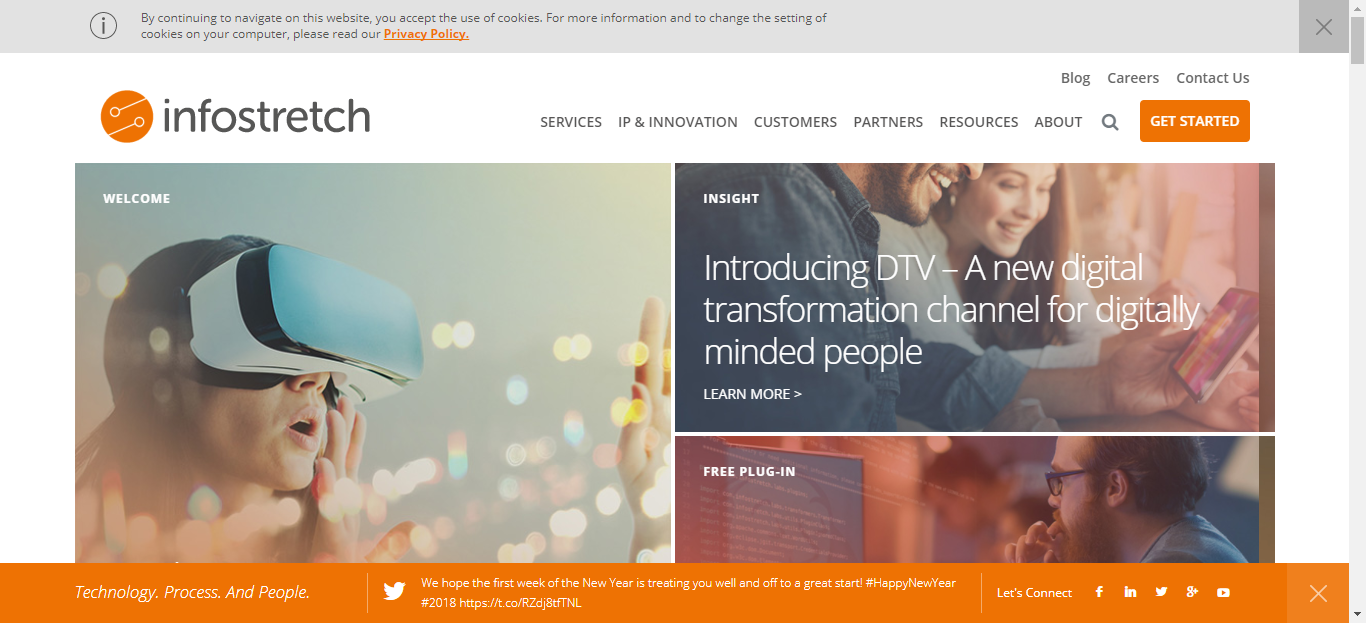 By continuing to navigate on this website, you accept the use of cookies. For more information and to change the setting of
cookies on your computer, please read our Privacy Policy.
Blog Careers Contact Us
infostretch
SERVICES IP & INNOVATION CUSTOMERS PARTNERS RESOURCES ABOUT GET STARTED
WELCOME
INSIGHT
Introducing DTV – A new digital
transformation channel for digitally
minded people
LEARN MORE >
FREE PLUG-IN
Technology. Process. And People.
We hope the first week of the New Year is treating you well and off to a great start! #HappyNewYear
#2018 https://t.co/RZdj8tfTNL
Let's Connect